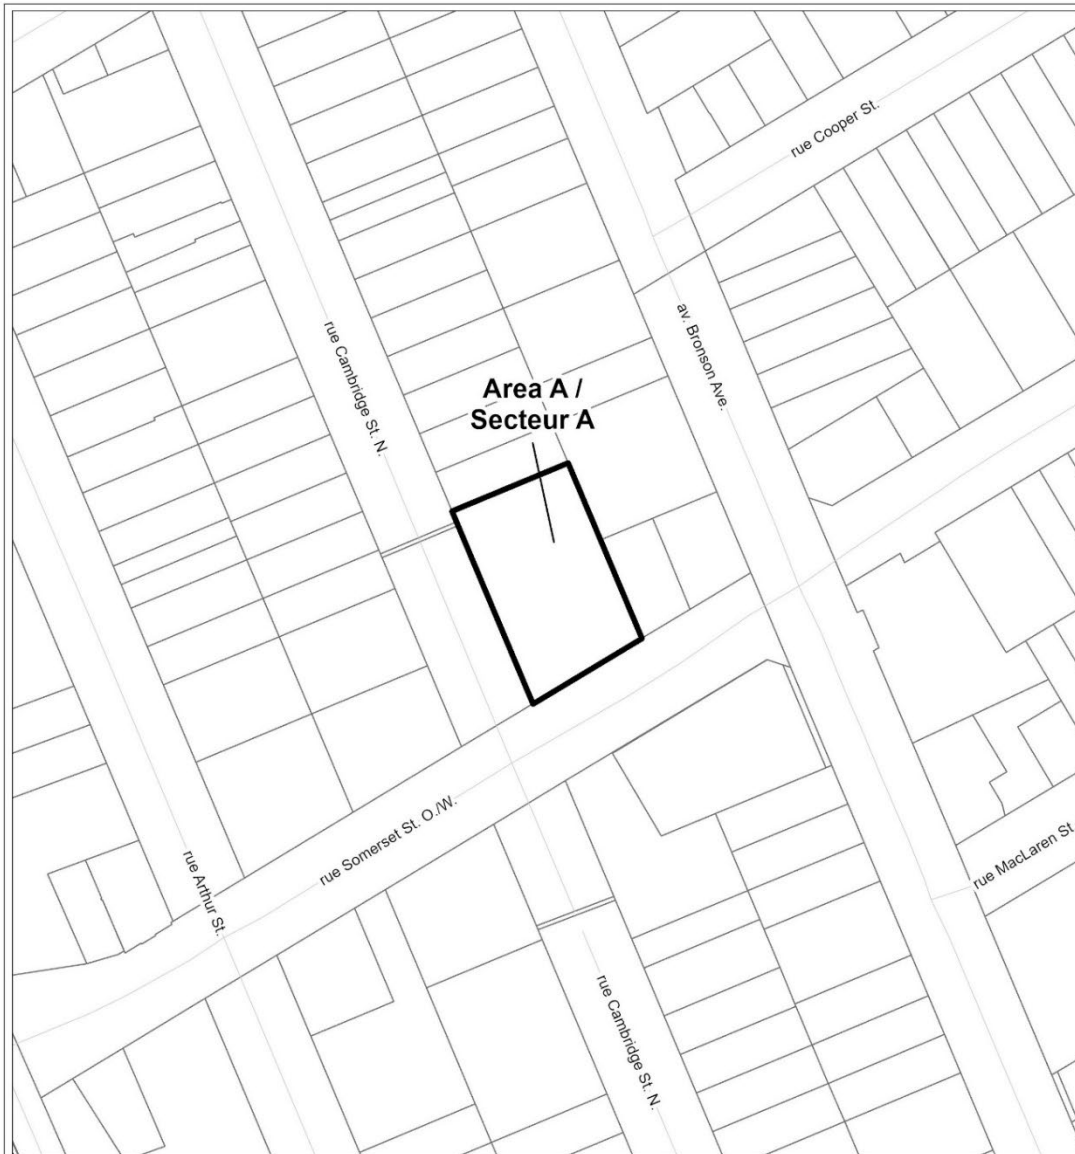 rue Cooper St.
av. Bronson Ave.
rue Cambridge St. N.
Area A /
Secteur A
rue Somerset St. O./W.
rue MacLaren St
rue Arthur St.
rue Cambridge St. N.